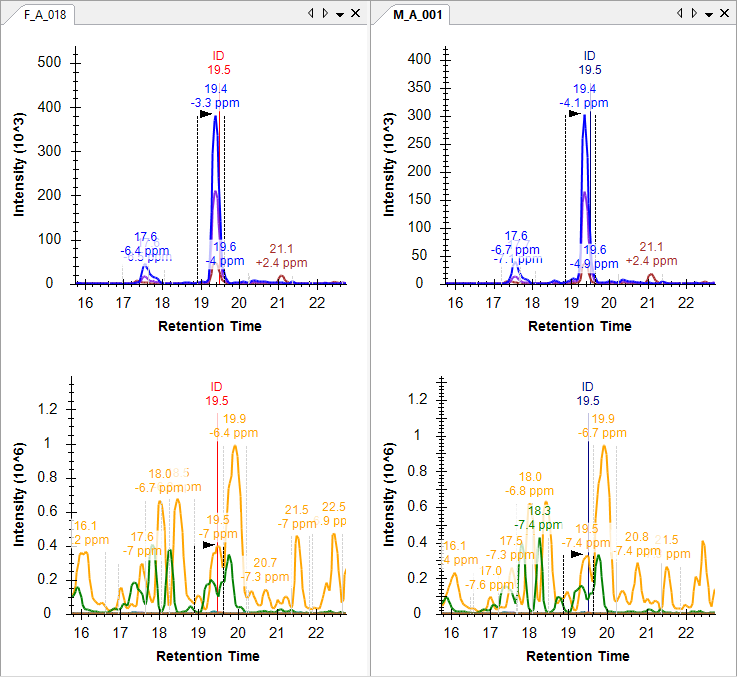 F_A_018
M_A_001
ID
19.5
19.4
-3.3 ppm
17.6
-6.4 ppm
19.6
-4 ppm
21.1
+2.4 ppm
500
400
300
200
100
0
Intensity (10^3)
16 17 18 19 20 21 22
Retention Time
ID
19.5
19.4
-4.1 ppm
17.6
-6.7 ppm
19.6
-4.9 ppm
21.1
+2.4 ppm
400
350
300
250
200
150
100
50
0
Intensity (10^3)
16 17 18 19 20 21 22
Retention Time
ID
19.5
19.9
-6.4 ppm
18.0
-6.7 ppm
16.1
17.6
-7 ppm
19.5
-7 ppm
20.7
-7.3 ppm
21.5
-7 ppm
22.5
1.2
1
0.8
0.6
0.4
0.2
0
Intensity (10^6)
16 17 18 19 20 21 22
Retention Time
ID
19.5
19.9
-6.7 ppm
18.0
-6.8 ppm
18.3
-7.4 ppm
16.1
-7.4 ppm
17.5
-7.3 ppm
17.0
-7.6 ppm
19.5
-7.4 ppm
20.8
-7.4 ppm
1.2
1
0.8
0.6
0.4
0.2
0
Intensity (10^6)
16 17 18 19 20 21 22
Retention Time